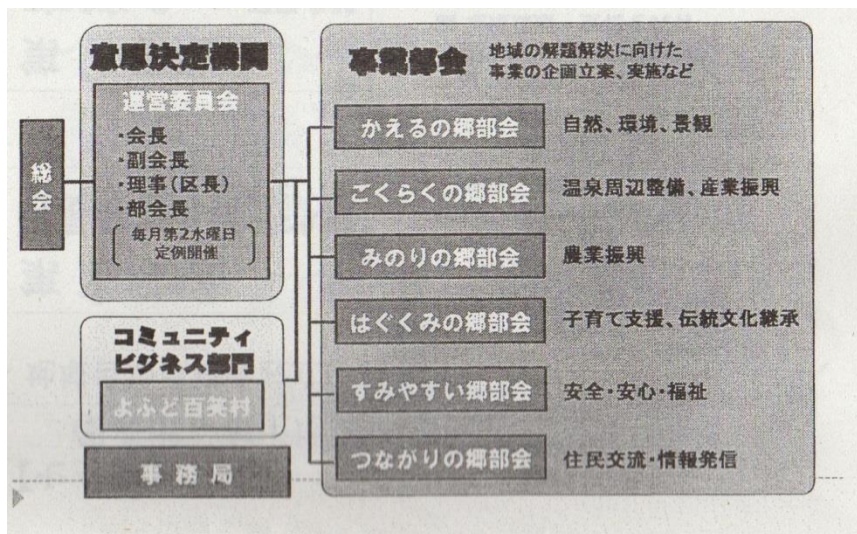 総会
意思決定機関
運営委員会
・会長
・副会長
・理事(区長)
・部会長
毎月第2水曜日
定例開催
コミュニティ
ビジネス部門
よふど百笑村
事務局
事業部会
地域の解題解決に向けた
事業の企画立案、実施など
かえるの郷部会
自然、環境、景観
ごくらくの郷部会
温泉周辺整備、産業振興
みのりの郷部会
農業振興
はぐくみの郷部会
子育て支援、伝統文化継承
すみやすい郷部会
安全・安心・福祉
つながりの郷部会
住民交流・情報発信